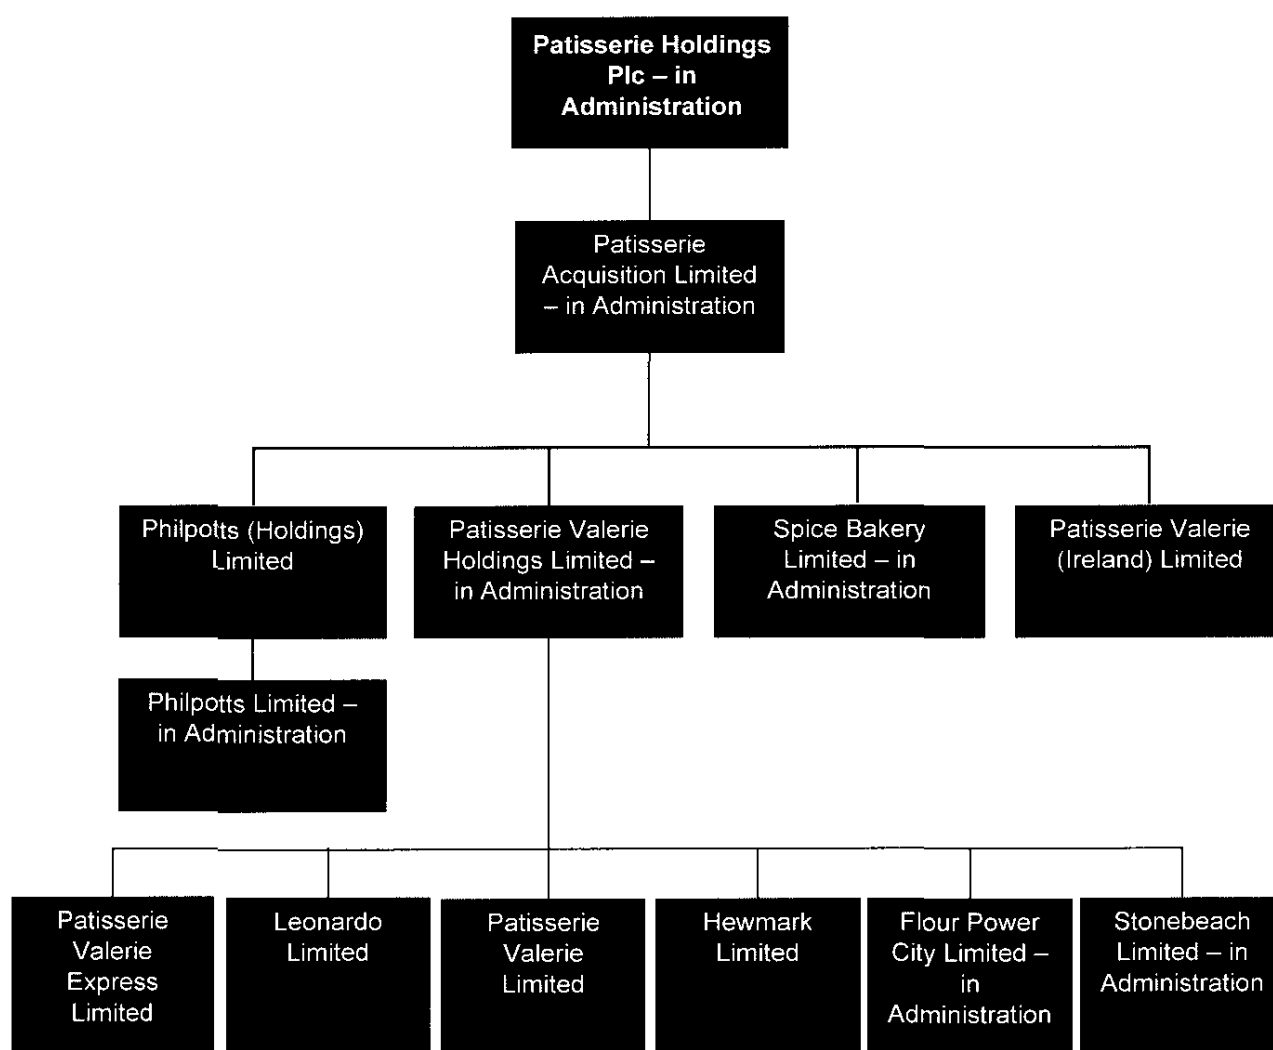 Patisserie Holdings
Plc – in
Administration
Patisserie
Acquisition Limited
– in Administration
Philpotts (Holdings)
Limited
Patisserie Valerie
Holdings Limited –
in Administration
Spice Bakery
Limited – in
Administration
Patisserie Valerie
(Ireland) Limited
Philpotts Limited –
in Administration
Patisserie
Valerie
Express
Limited
Leonardo
Limited
Patisserie
Valerie
Limited
Hewmark
Limited
Flour Power
City Limited –
in
Administration
Stonebeach
Limited – in
Administration